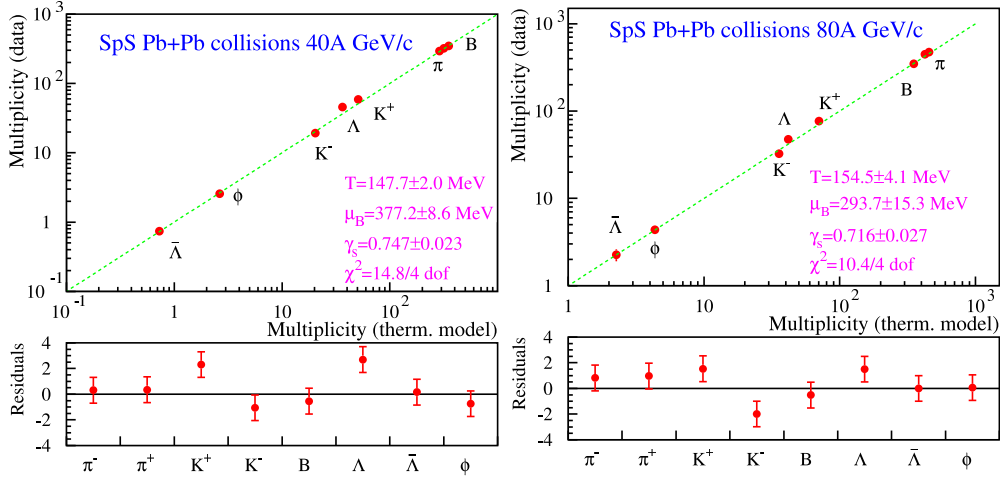 SpS Pb+Pb collisions 40A GeV/c
Multiplicity (data)
10³
10²
10
1
10⁻¹
B
π
K⁺
Λ
K⁻
ϕ
Λ̄
T=147.7±2.0 MeV
μ_B=377.2±8.6 MeV
γ_s=0.747±0.023
χ²=14.8/4 dof
10⁻¹ 1 10 10²
Multiplicity (therm. model)
Residuals
4
2
0
-2
-4
π⁻ π⁺ K⁺ K⁻ B Λ Λ̄ ϕ
SpS Pb+Pb collisions 80A GeV/c
Multiplicity (data)
10³
10²
10
1
π
B
K⁺
Λ
K⁻
Λ̄
ϕ
T=154.5±4.1 MeV
μ_B=293.7±15.3 MeV
γ_s=0.716±0.027
χ²=10.4/4 dof
1 10 10² 10³
Multiplicity (therm. model)
Residuals
4
2
0
-2
-4
π⁻ π⁺ K⁺ K⁻ B Λ Λ̄ ϕ